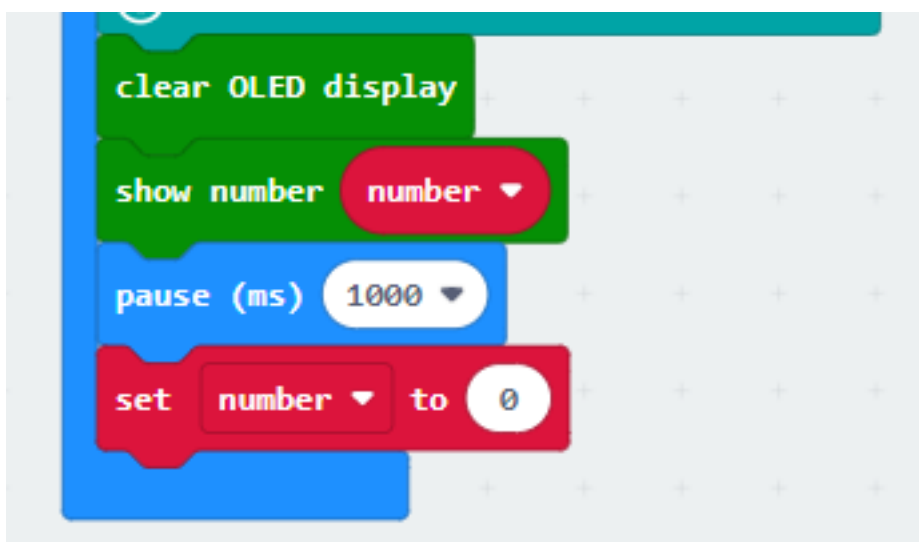 clear OLED display
show number number
pause (ms) 1000
set number to 0